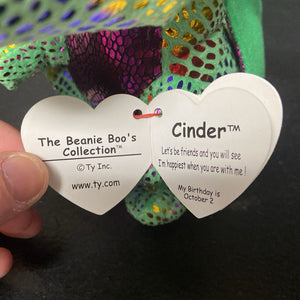 The Beanie Boo's
Collection™
© Ty Inc.
www.ty.com
Cinder™
Let's be friends and you will see
I'm happiest when you are with me !
My Birthday is
October 2